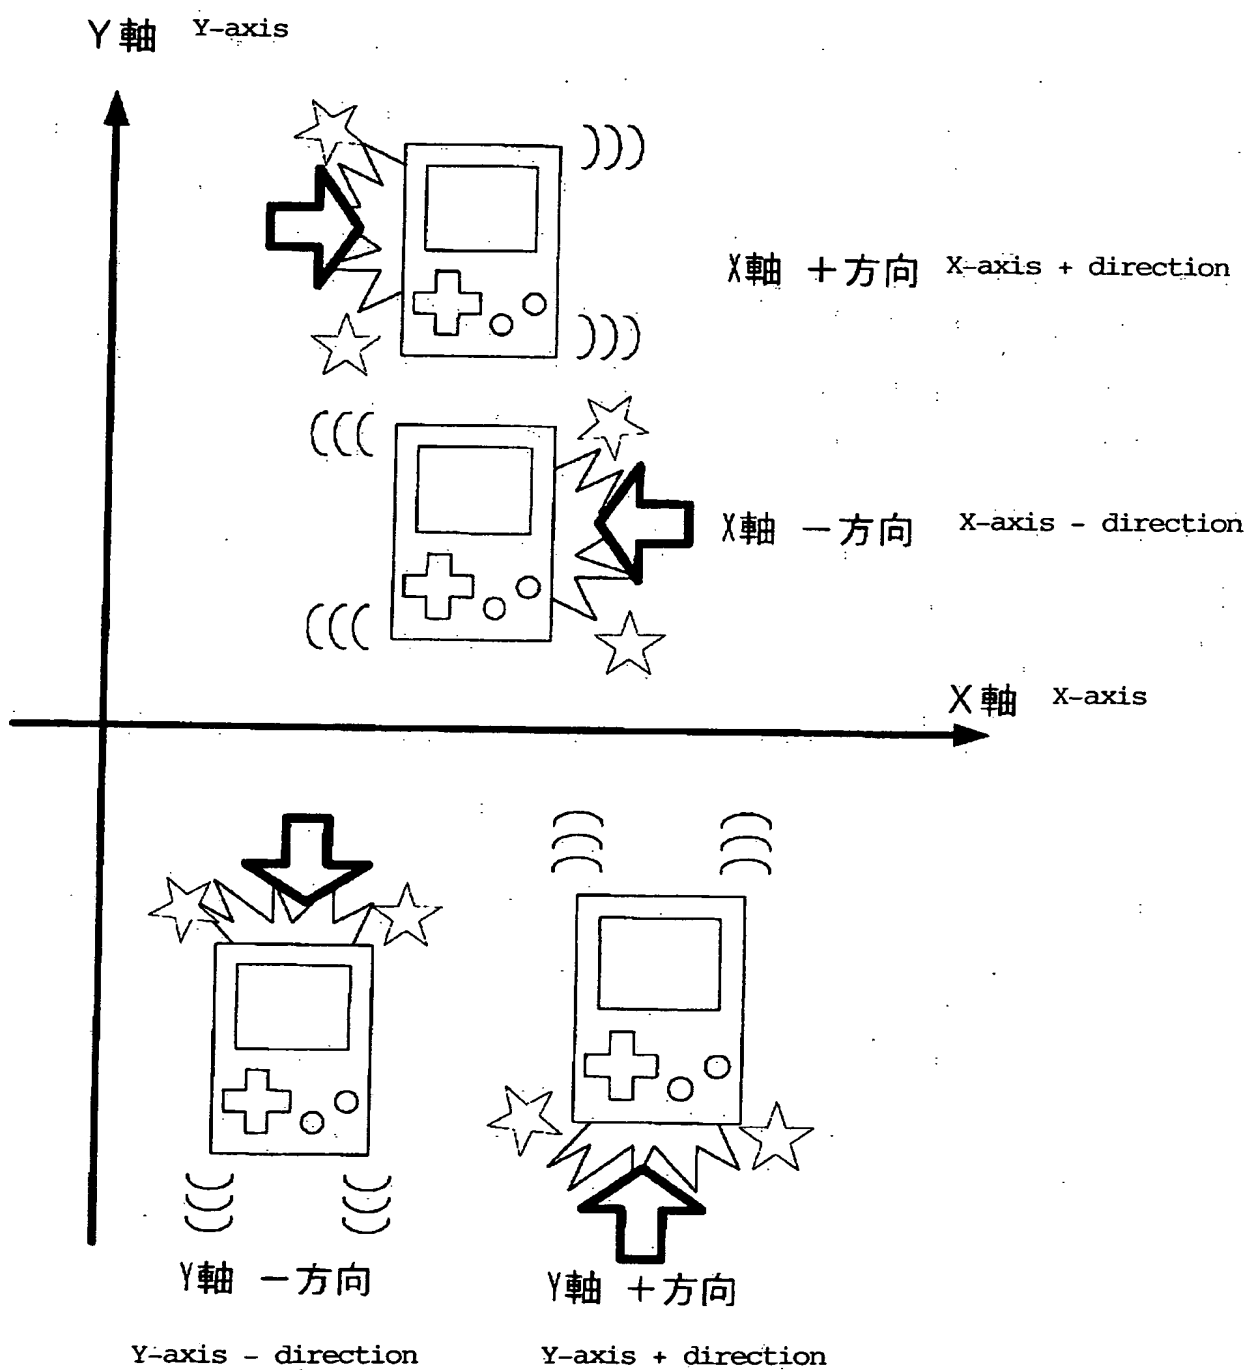 Y軸 Y-axis
X軸 +方向 X-axis + direction
X軸 -方向 X-axis - direction
X軸 X-axis
Y軸 -方向
Y軸 +方向
Y-axis - direction
Y-axis + direction